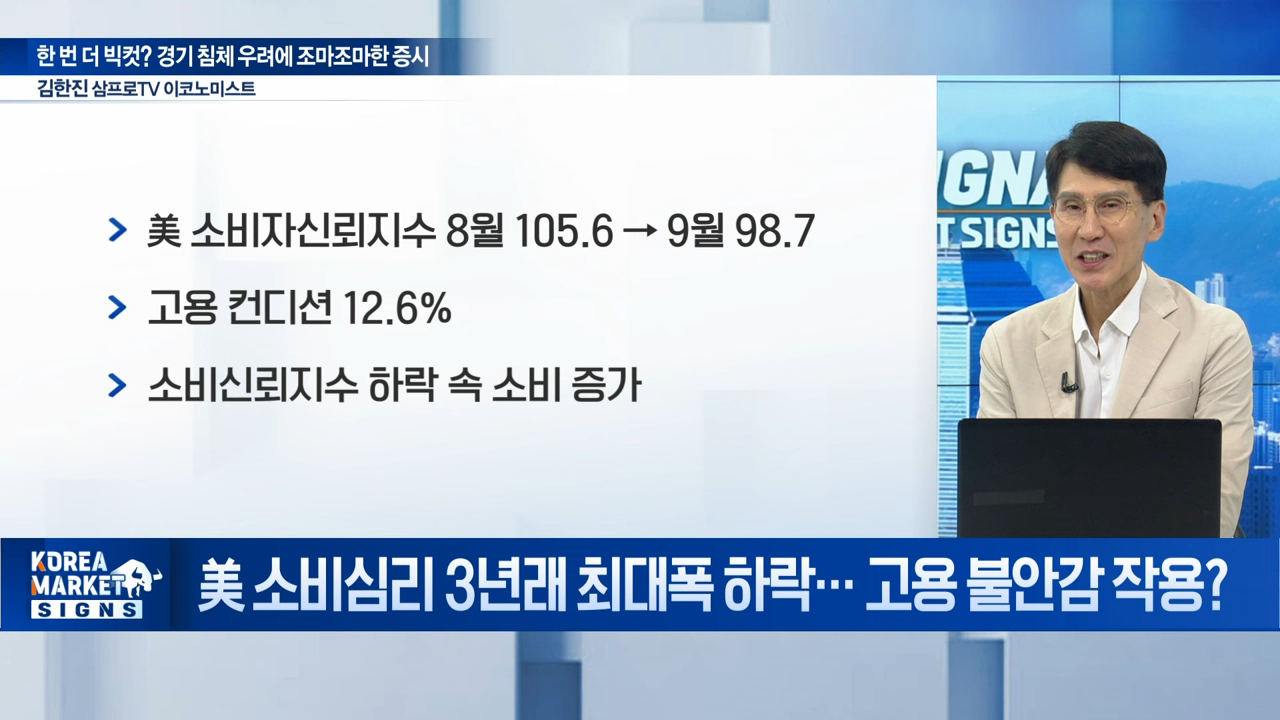 한 번 더 빅컷? 경기 침체 우려에 조마조마한 증시
김한진 삼프로TV 이코노미스트
IGNA
T SIGNS
美 소비자신뢰지수 8월 105.6 → 9월 98.7
고용 컨디션 12.6%
소비신뢰지수 하락 속 소비 증가
KOREA
MARKET
SIGNS
美 소비심리 3년래 최대폭 하락… 고용 불안감 작용?